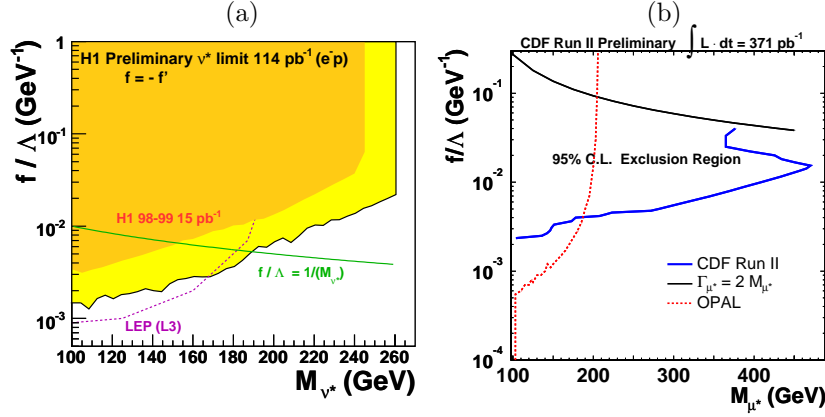 (a)
H1 Preliminary ν* limit 114 pb⁻¹ (e⁻p)
f = - f'
H1 98-99 15 pb⁻¹
f / Λ = 1/(M_ν*)
LEP (L3)
f / Λ (GeV⁻¹)
1
10⁻¹
10⁻²
10⁻³
100 120 140 160 180 200 220 240 260
M_ν* (GeV)
(b)
CDF Run II Preliminary ∫ L · dt = 371 pb⁻¹
95% C.L. Exclusion Region
CDF Run II
Γ_μ* = 2 M_μ*
OPAL
f/Λ (GeV⁻¹)
10⁻¹
10⁻²
10⁻³
10⁻⁴
100 200 300 400
M_μ* (GeV)